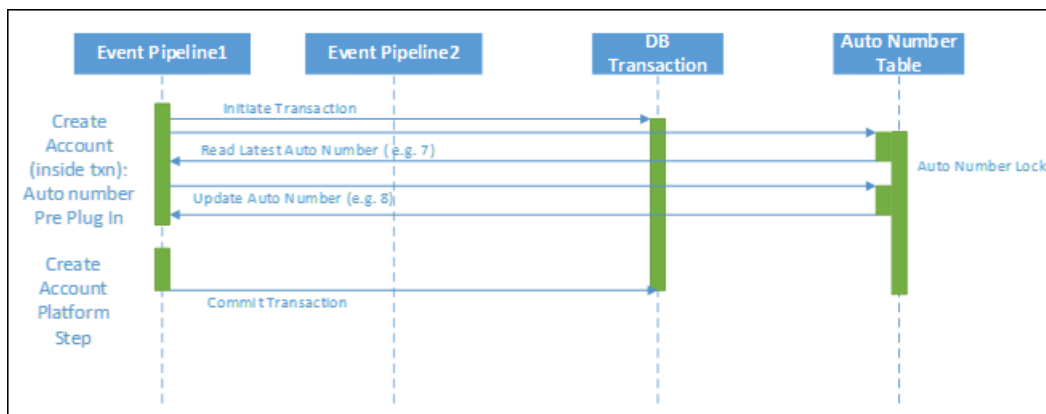 Event Pipeline1
Event Pipeline2
DB
Transaction
Auto Number
Table
Create
Account
(inside txn):
Auto number
Pre Plug In
Initiate Transaction
Read Latest Auto Number ( e.g. 7)
Auto Number Lock
Update Auto Number (e.g. 8)
Create
Account
Platform
Step
Commit Transaction